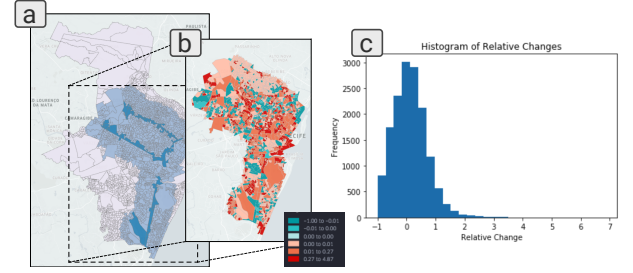 a
PAULISTA
O LOURENCO
DA MATA
CAMARAGIBE
b
RECIFE
-1.00 to -0.01
-0.01 to 0.00
0.00 to 0.00
0.00 to 0.01
0.01 to 0.27
0.27 to 4.87
c
Histogram of Relative Changes
Frequency
3000
2500
2000
1500
1000
500
0
-1 0 1 2 3 4 5 6 7
Relative Change